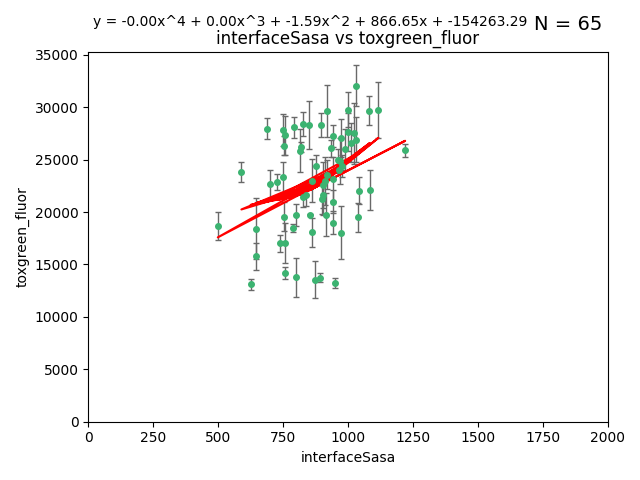 y = -0.00x^4 + 0.00x^3 + -1.59x^2 + 866.65x + -154263.29 N = 65
interfaceSasa vs toxgreen_fluor
35000
30000
25000
20000
15000
10000
5000
0
toxgreen_fluor
0 250 500 750 1000 1250 1500 1750 2000
interfaceSasa